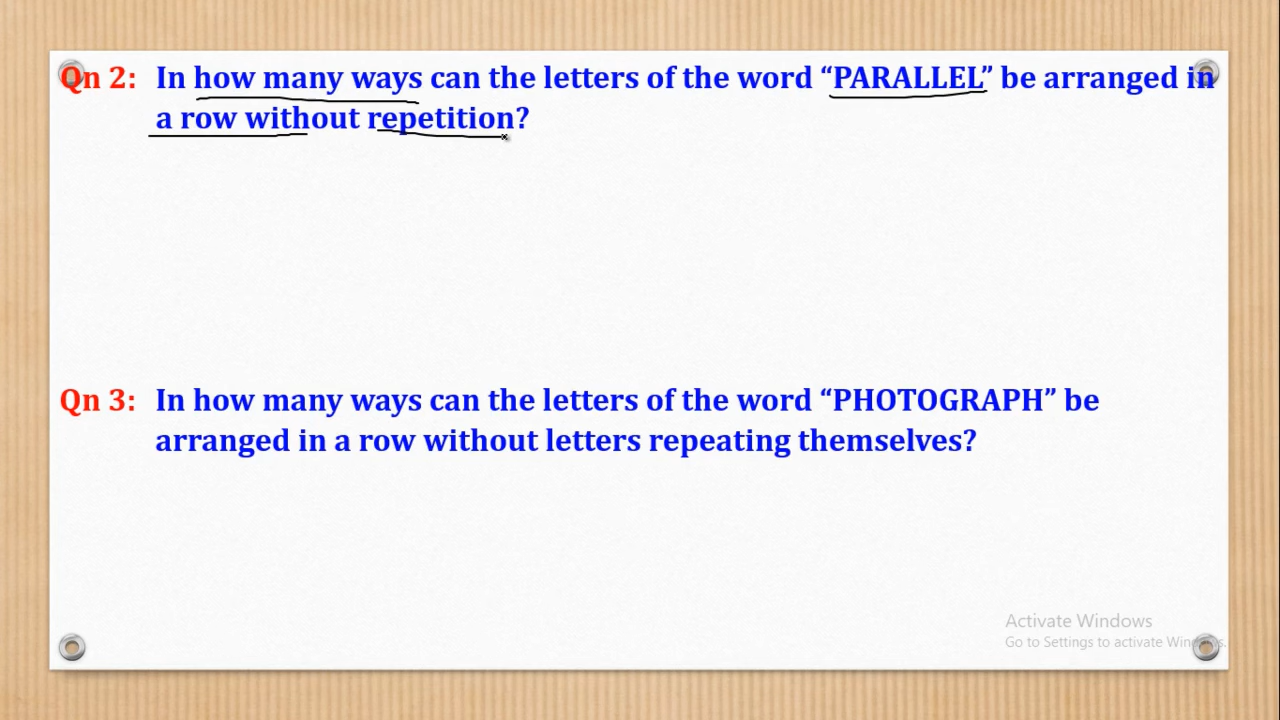 Qn 2: In how many ways can the letters of the word “PARALLEL” be arranged in
a row without repetition?
Qn 3: In how many ways can the letters of the word “PHOTOGRAPH” be
arranged in a row without letters repeating themselves?
Activate Windows
Go to Settings to activate Windows.